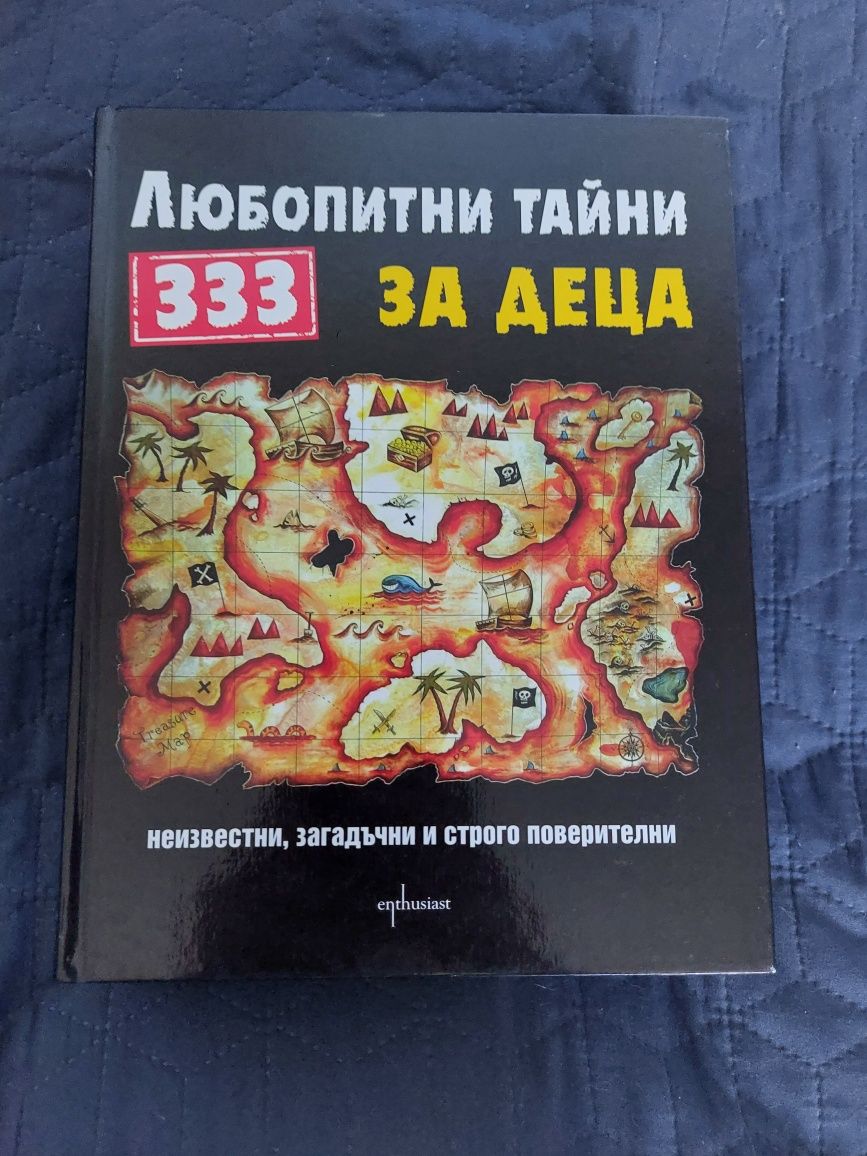 Любопитни тайни
333 за деца
Treasure
Map
неизвестни, загадъчни и строго поверителни
enthusiast